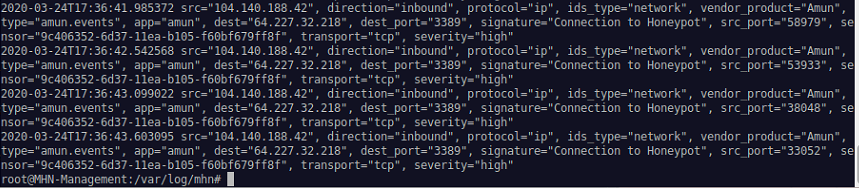 2020-03-24T17:36:41.985372 src="104.140.188.42", direction="inbound", protocol="ip", ids_type="network", vendor_product="Amun",
type="amun.events", app="amun", dest="64.227.32.218", dest_port="3389", signature="Connection to Honeypot", src_port="58979", se
nsor="9c406352-6d37-11ea-b105-f60bf679ff8f", transport="tcp", severity="high"
2020-03-24T17:36:42.542568 src="104.140.188.42", direction="inbound", protocol="ip", ids_type="network", vendor_product="Amun",
type="amun.events", app="amun", dest="64.227.32.218", dest_port="3389", signature="Connection to Honeypot", src_port="53933", se
nsor="9c406352-6d37-11ea-b105-f60bf679ff8f", transport="tcp", severity="high"
2020-03-24T17:36:43.099022 src="104.140.188.42", direction="inbound", protocol="ip", ids_type="network", vendor_product="Amun",
type="amun.events", app="amun", dest="64.227.32.218", dest_port="3389", signature="Connection to Honeypot", src_port="38048", se
nsor="9c406352-6d37-11ea-b105-f60bf679ff8f", transport="tcp", severity="high"
2020-03-24T17:36:43.603095 src="104.140.188.42", direction="inbound", protocol="ip", ids_type="network", vendor_product="Amun",
type="amun.events", app="amun", dest="64.227.32.218", dest_port="3389", signature="Connection to Honeypot", src_port="33052", se
nsor="9c406352-6d37-11ea-b105-f60bf679ff8f", transport="tcp", severity="high"
root@MHN-Management:/var/log/mhn#